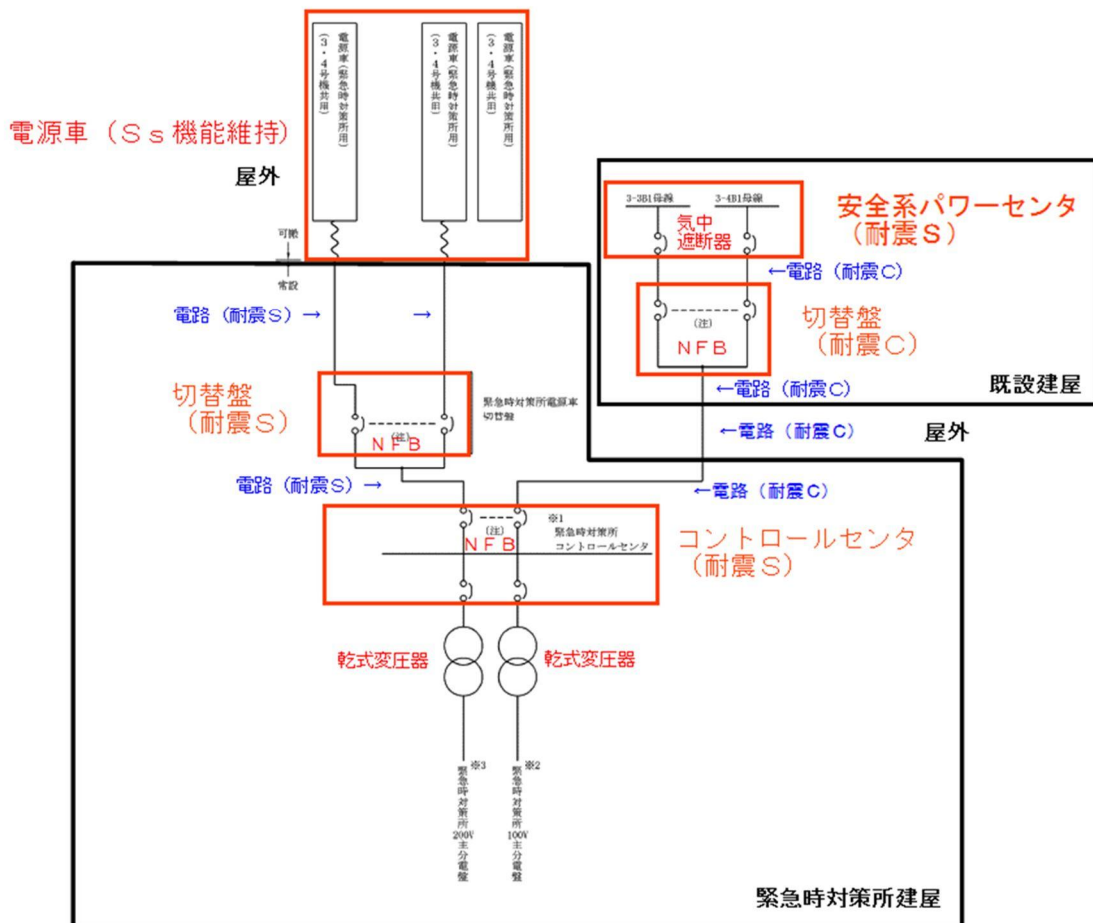 電源車(緊急時対策所用)
(3・4号機共用)
電源車(緊急時対策所用)
(3・4号機共用)
電源車(緊急時対策所用)
(3・4号機共用)
電源車(Ss機能維持)
屋外
可搬
常設
3-3B1母線
3-4B1母線
気中
遮断器
安全系パワーセンタ
(耐震S)
←電路(耐震C)
(注)
NFB
切替盤
(耐震C)
←電路(耐震C)
既設建屋
電路(耐震S)→
→
切替盤
(耐震S)
(注)
NFB
緊急時対策所電源車
切替盤
←電路(耐震C)
屋外
電路(耐震S)→
←電路(耐震C)
(注)
NFB
※1
緊急時対策所
コントロールセンタ
コントロールセンタ
(耐震S)
乾式変圧器
乾式変圧器
※3
緊急時対策所200V主分電盤
※2
緊急時対策所100V主分電盤
緊急時対策所建屋